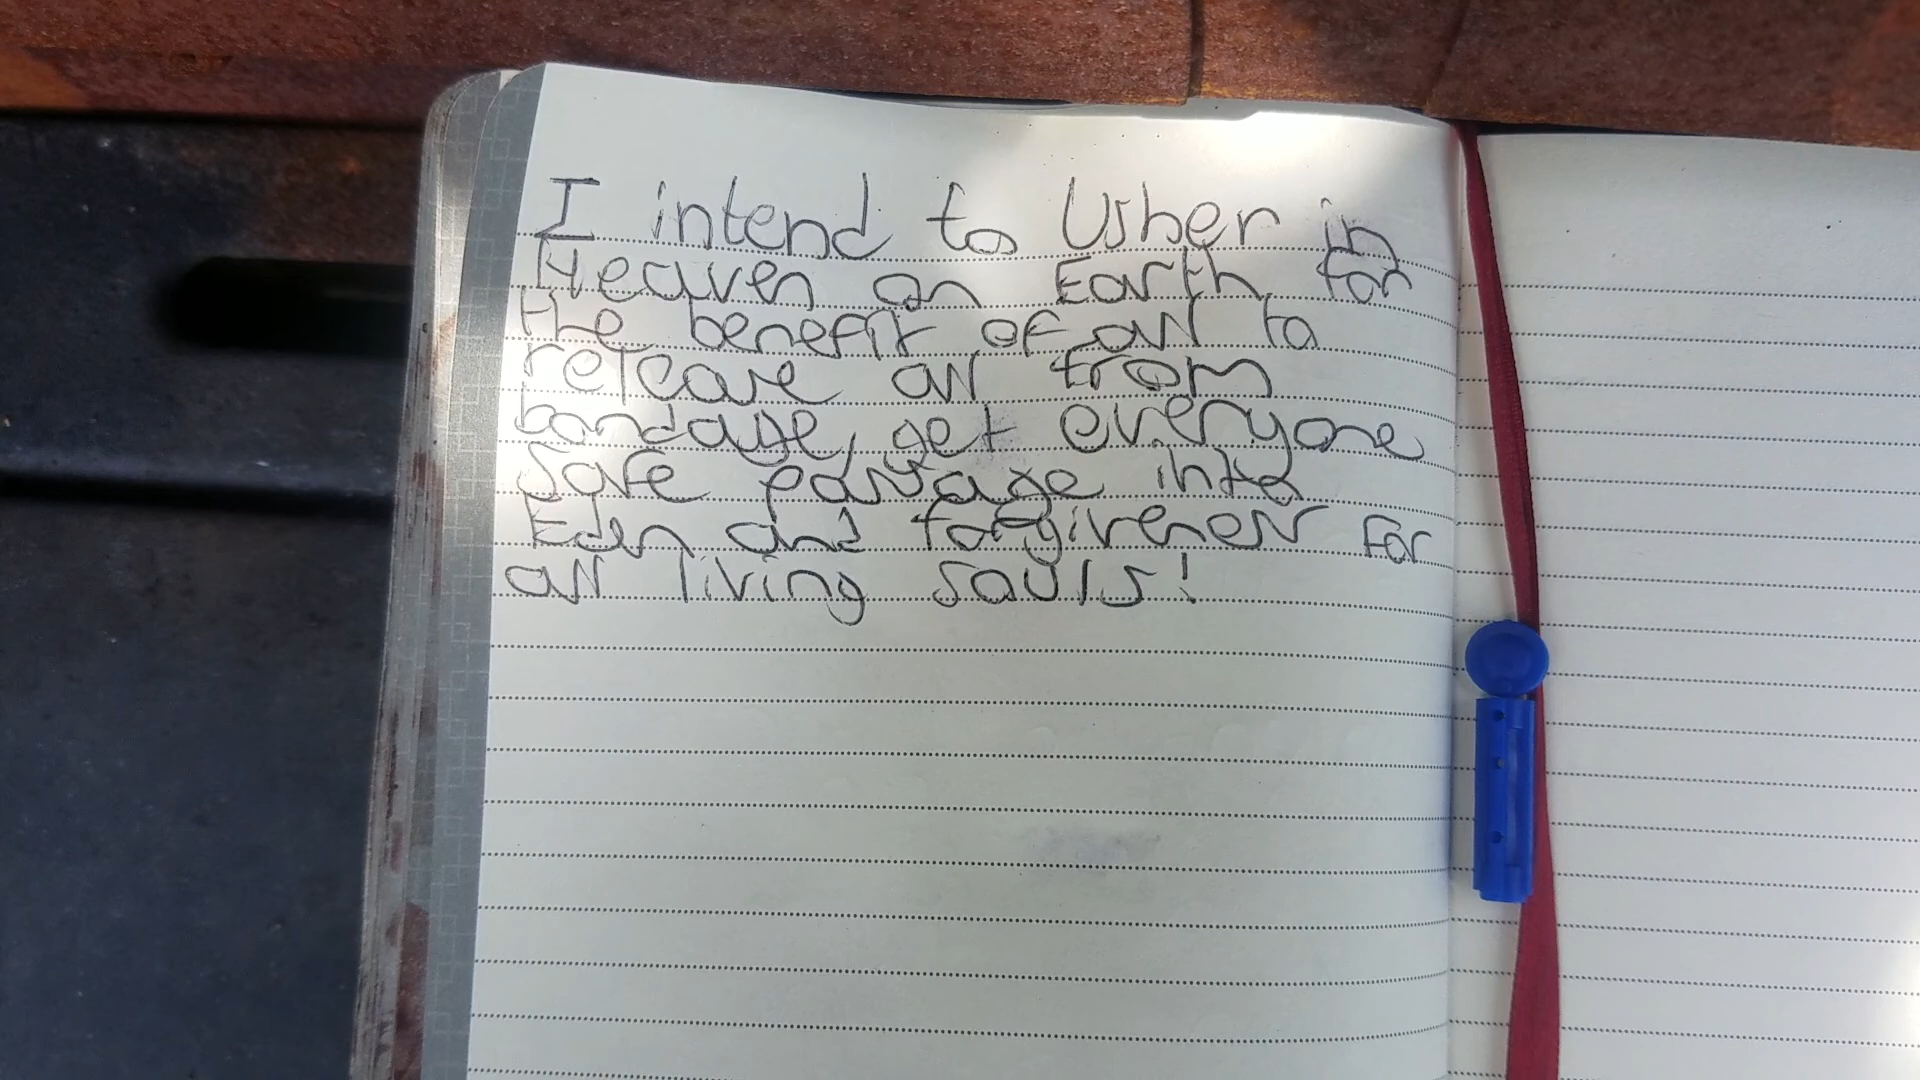 I intend to Usher in
Heaven on Earth, for
the benefit of all to
release all from
bondage, get everyone
safe passage into
Eden and forgiveness for
all living souls!